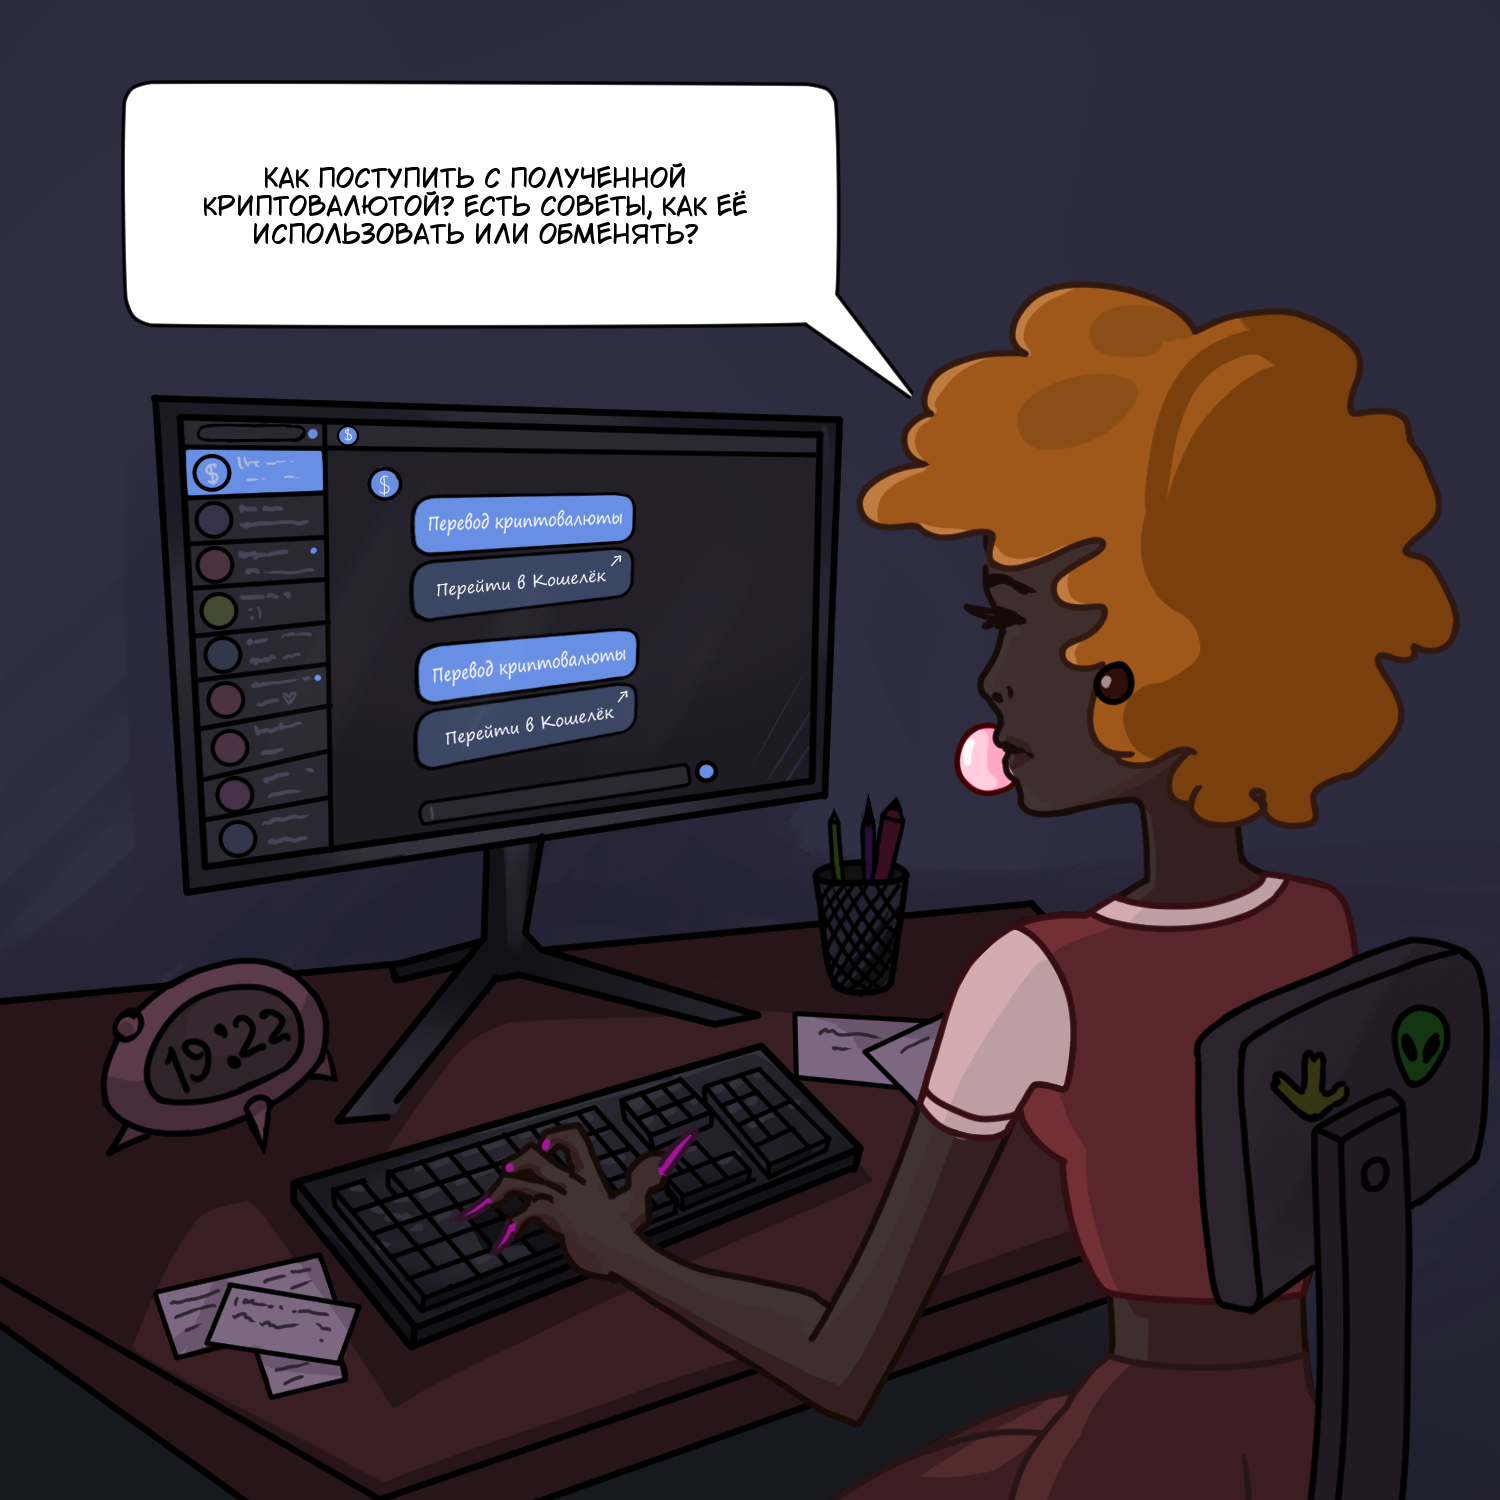 КАК ПОСТУПИТЬ С ПОЛУЧЕННОЙ
КРИПТОВАЛЮТОЙ? ЕСТЬ СОВЕТЫ, КАК ЕЁ
ИСПОЛЬЗОВАТЬ ИЛИ ОБМЕНЯТЬ?
$
$
$
Перевод криптовалюты
Перейти в Кошелёк
:)
Перевод криптовалюты
Перейти в Кошелёк
19:22